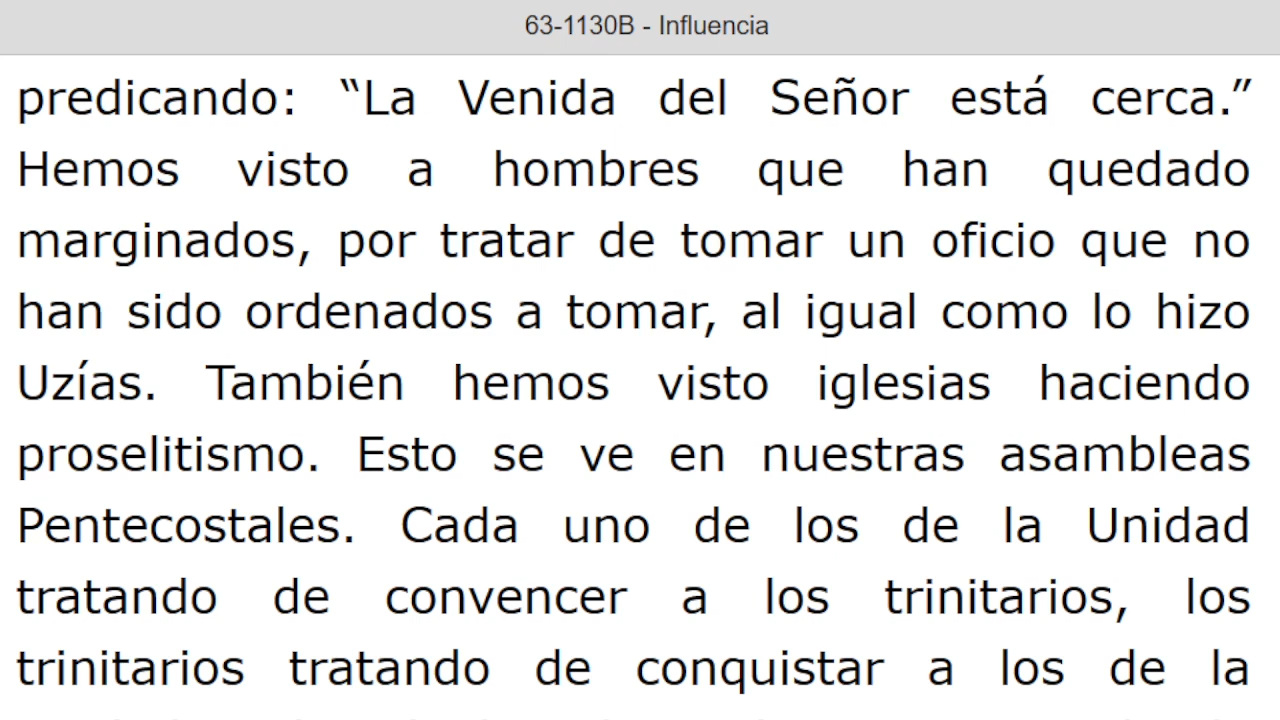 63-1130B - Influencia
predicando: “La Venida del Señor está cerca.”
Hemos visto a hombres que han quedado
marginados, por tratar de tomar un oficio que no
han sido ordenados a tomar, al igual como lo hizo
Uzías. También hemos visto iglesias haciendo
proselitismo. Esto se ve en nuestras asambleas
Pentecostales. Cada uno de los de la Unidad
tratando de convencer a los trinitarios, los
trinitarios tratando de conquistar a los de la